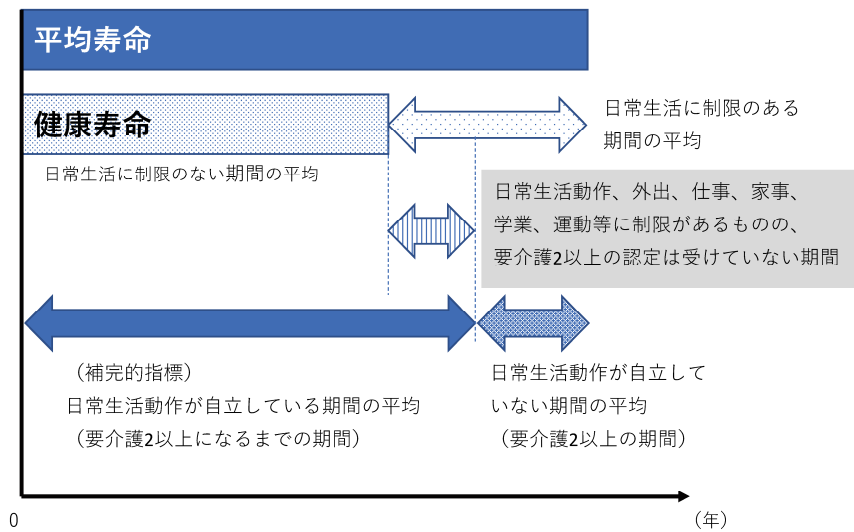 平均寿命
健康寿命
日常生活に制限のある
期間の平均
日常生活に制限のない期間の平均
日常生活動作、外出、仕事、家事、
学業、運動等に制限があるものの、
要介護2以上の認定は受けていない期間
（補完的指標）
日常生活動作が自立している期間の平均
（要介護2以上になるまでの期間）
日常生活動作が自立して
いない期間の平均
（要介護2以上の期間）
0
（年）